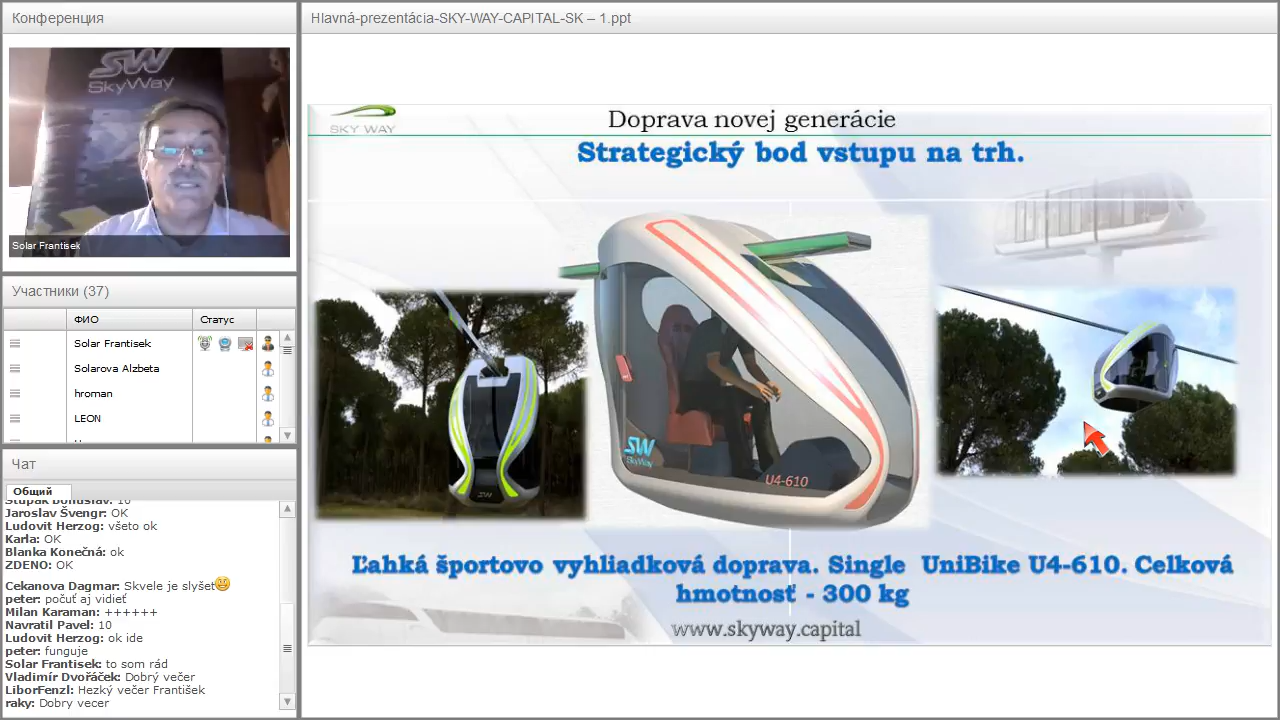 Конференция
SW
SkyWay
Solar Frantisek
Участники (37)
ФИО
Статус
Solar Frantisek
Solarova Alzbeta
hroman
LEON
Чат
Общий
Stupak Bohuslav: 10
Jaroslav Švengr: OK
Ludovit Herzog: všeto ok
Karla: OK
Blanka Konečná: ok
ZDENO: OK
Cekanova Dagmar: Skvele je slyšet
peter: počuť aj vidieť
Milan Karaman: ++++++
Navratil Pavel: 10
Ludovit Herzog: ok ide
peter: funguje
Solar Frantisek: to som rád
Vladimír Dvořáček: Dobrý večer
LiborFenzl: Hezký večer František
raky: Dobry vecer
Hlavná-prezentácia-SKY-WAY-CAPITAL-SK – 1.ppt
SKY WAY
Doprava novej generácie
Strategický bod vstupu na trh.
SW
SkyWay
U4-610
SW
Ľahká športovo vyhliadková doprava. Single UniBike U4-610. Celková
hmotnosť - 300 kg
www.skyway.capital